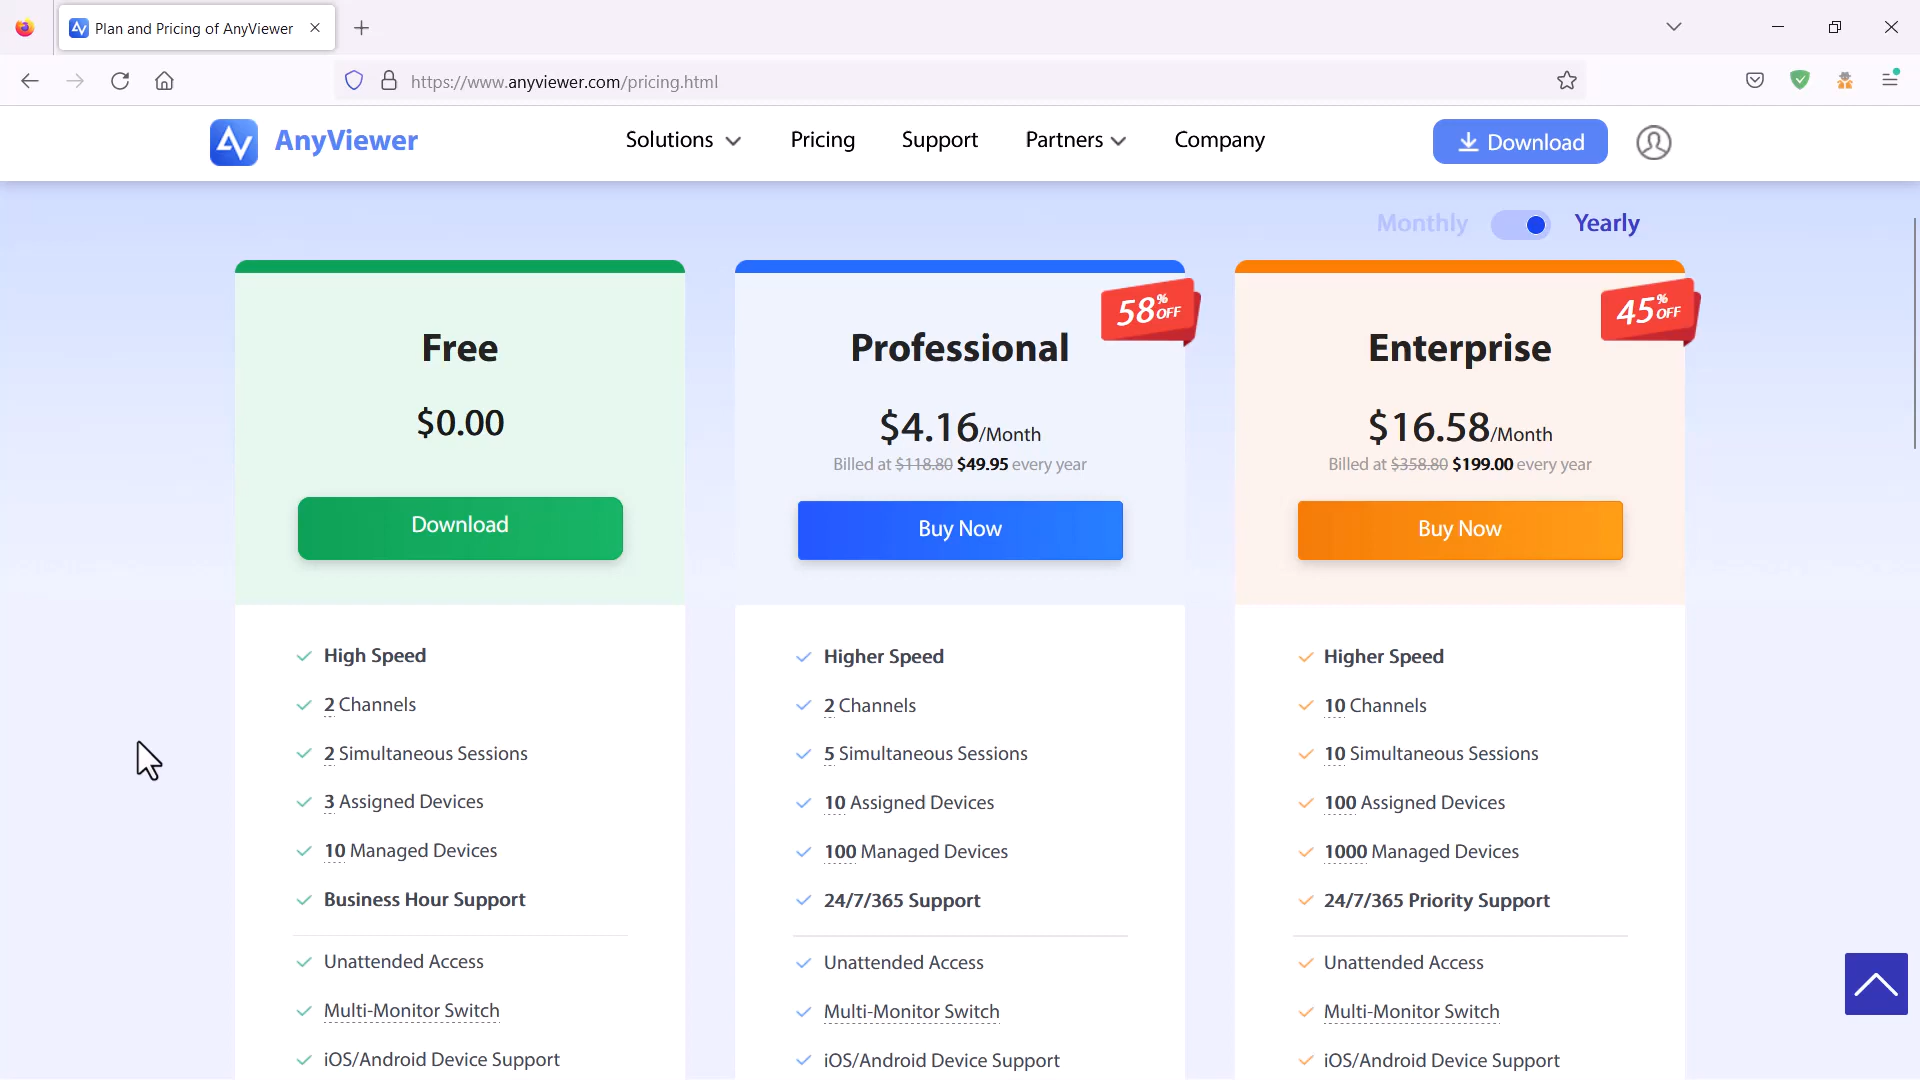 Plan and Pricing of AnyViewer
https://www.anyviewer.com/pricing.html
AnyViewer
Solutions
Pricing
Support
Partners
Company
Download
Monthly
Yearly
Free
$0.00
Download
High Speed
2 Channels
2 Simultaneous Sessions
3 Assigned Devices
10 Managed Devices
Business Hour Support
Unattended Access
Multi-Monitor Switch
iOS/Android Device Support
58% OFF
Professional
$4.16/Month
Billed at $118.80 $49.95 every year
Buy Now
Higher Speed
2 Channels
5 Simultaneous Sessions
10 Assigned Devices
100 Managed Devices
24/7/365 Support
Unattended Access
Multi-Monitor Switch
iOS/Android Device Support
45% OFF
Enterprise
$16.58/Month
Billed at $358.80 $199.00 every year
Buy Now
Higher Speed
10 Channels
10 Simultaneous Sessions
100 Assigned Devices
1000 Managed Devices
24/7/365 Priority Support
Unattended Access
Multi-Monitor Switch
iOS/Android Device Support